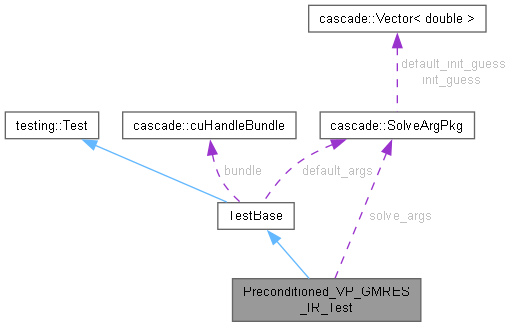 cascade::Vector< double >
default_init_guess
init_guess
testing::Test
cascade::cuHandleBundle
cascade::SolveArgPkg
bundle
default_args
TestBase
solve_args
Preconditioned_VP_GMRES
_IR_Test